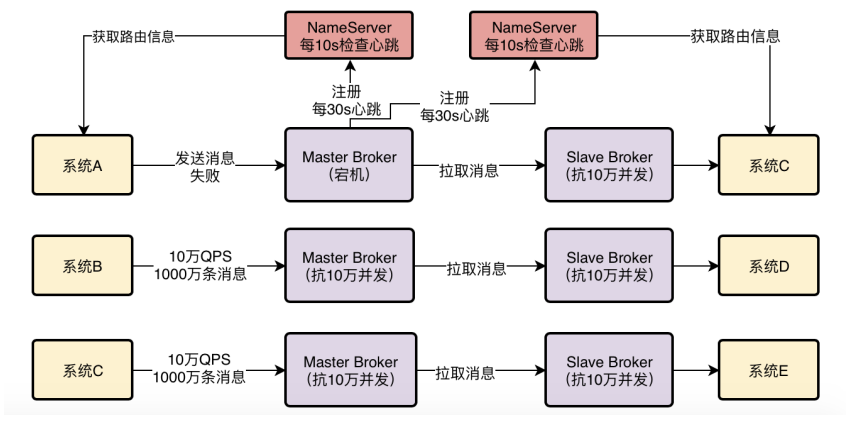 NameServer
每10s检查心跳
NameServer
每10s检查心跳
获取路由信息
获取路由信息
注册
每30s心跳
注册
每30s心跳
系统A
发送消息
失败
Master Broker
（宕机）
拉取消息
Slave Broker
（抗10万并发）
系统C
系统B
10万QPS
1000万条消息
Master Broker
（抗10万并发）
拉取消息
Slave Broker
（抗10万并发）
系统D
系统C
10万QPS
1000万条消息
Master Broker
（抗10万并发）
拉取消息
Slave Broker
（抗10万并发）
系统E